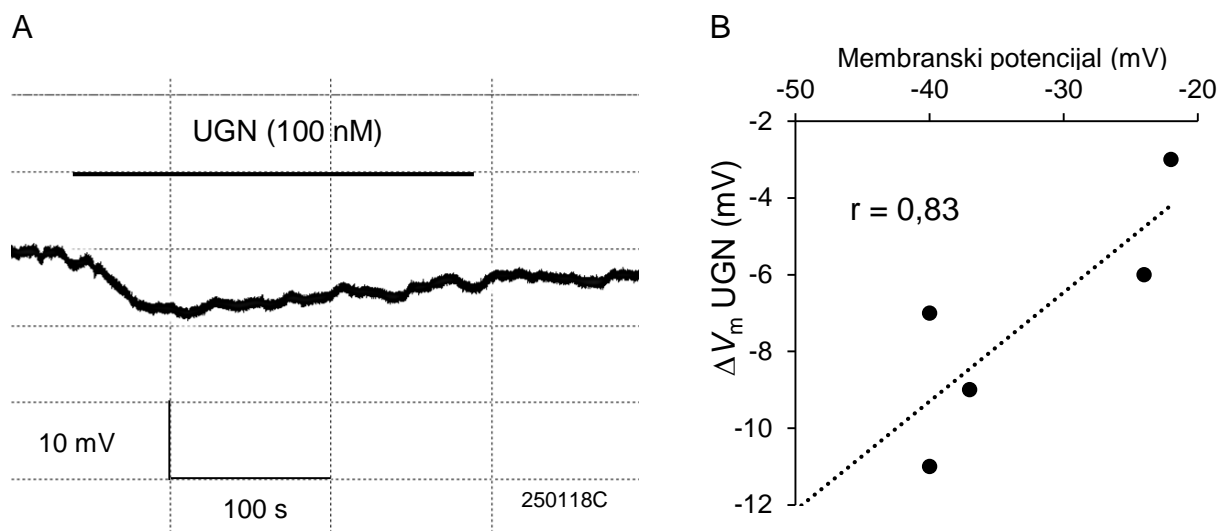 A
UGN (100 nM)
10 mV
100 s
250118C
B
Membranski potencijal (mV)
-50 -40 -30 -20
-2
-4
-6
-8
-10
-12
ΔVm UGN (mV)
r = 0,83